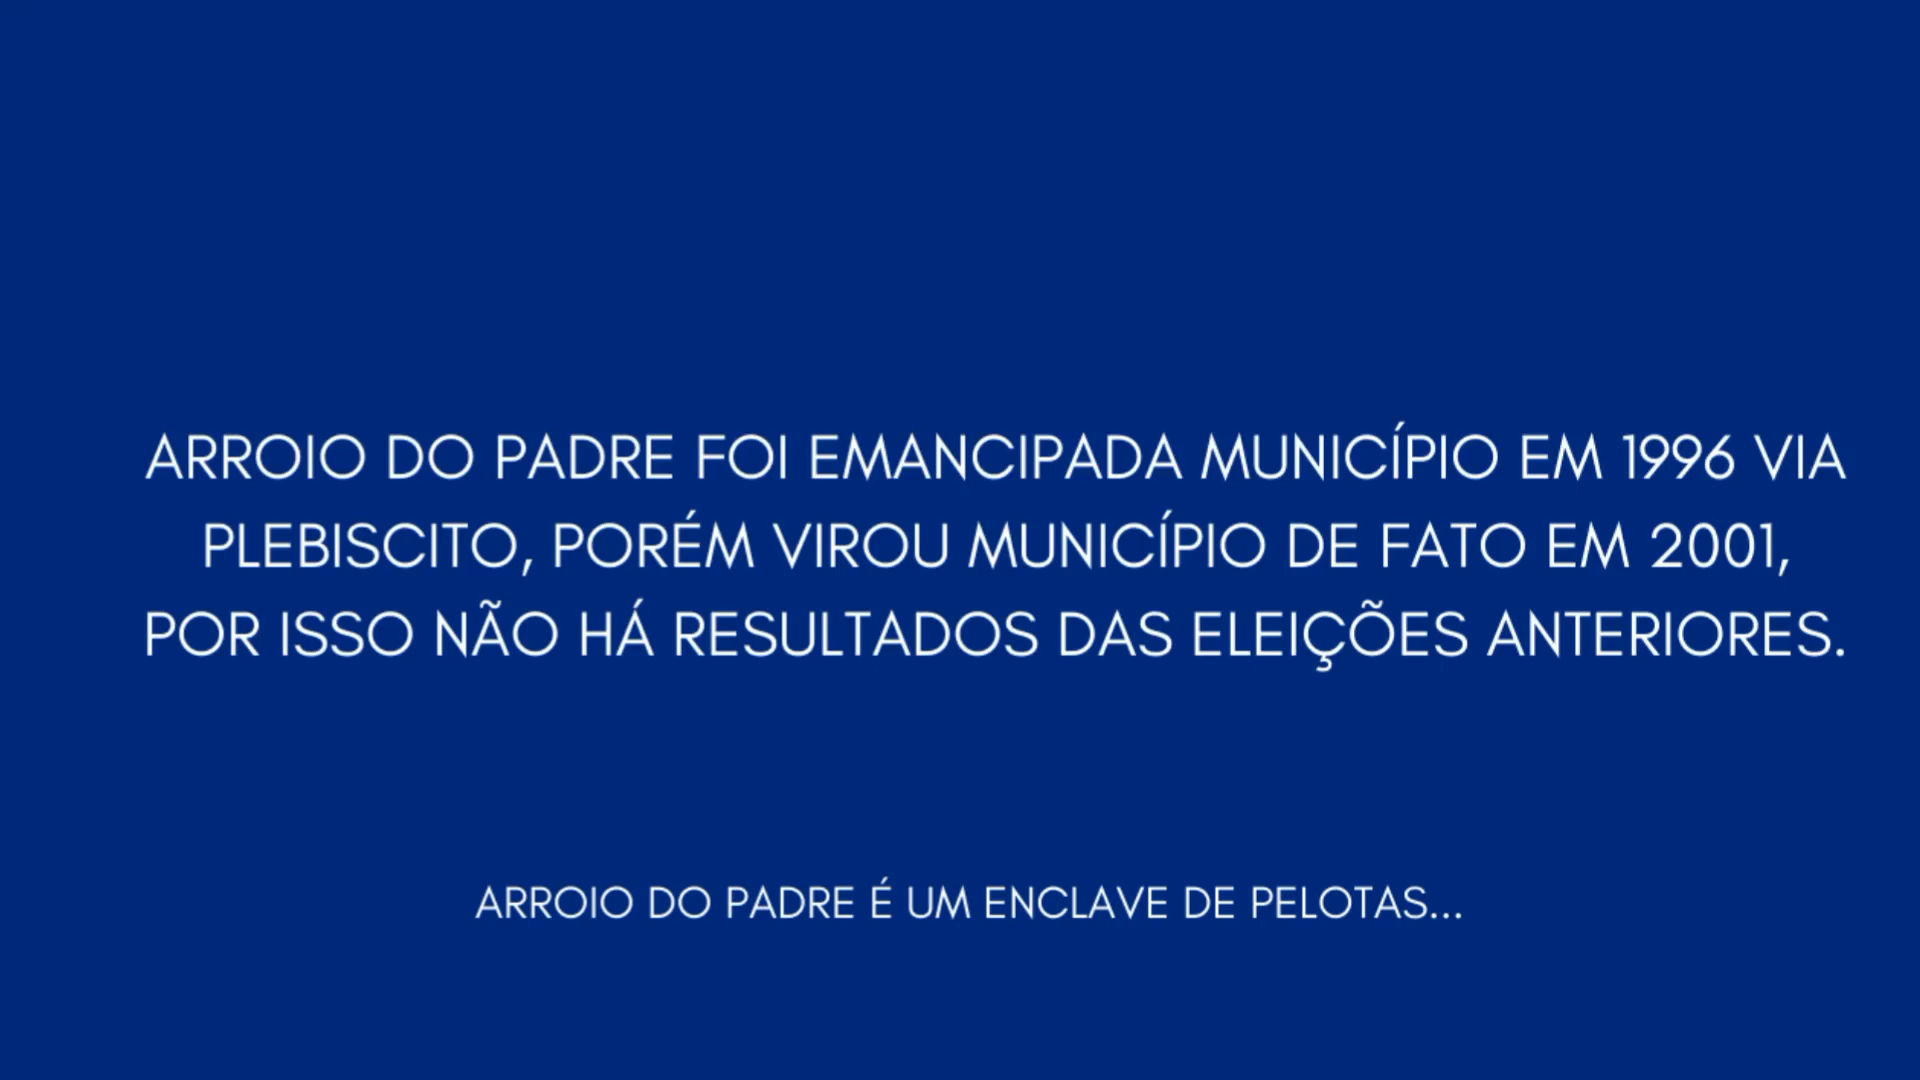 ARROIO DO PADRE FOI EMANCIPADA MUNICÍPIO EM 1996 VIA
PLEBISCITO, PORÉM VIROU MUNICÍPIO DE FATO EM 2001,
POR ISSO NÃO HÁ RESULTADOS DAS ELEIÇÕES ANTERIORES.
ARROIO DO PADRE É UM ENCLAVE DE PELOTAS...